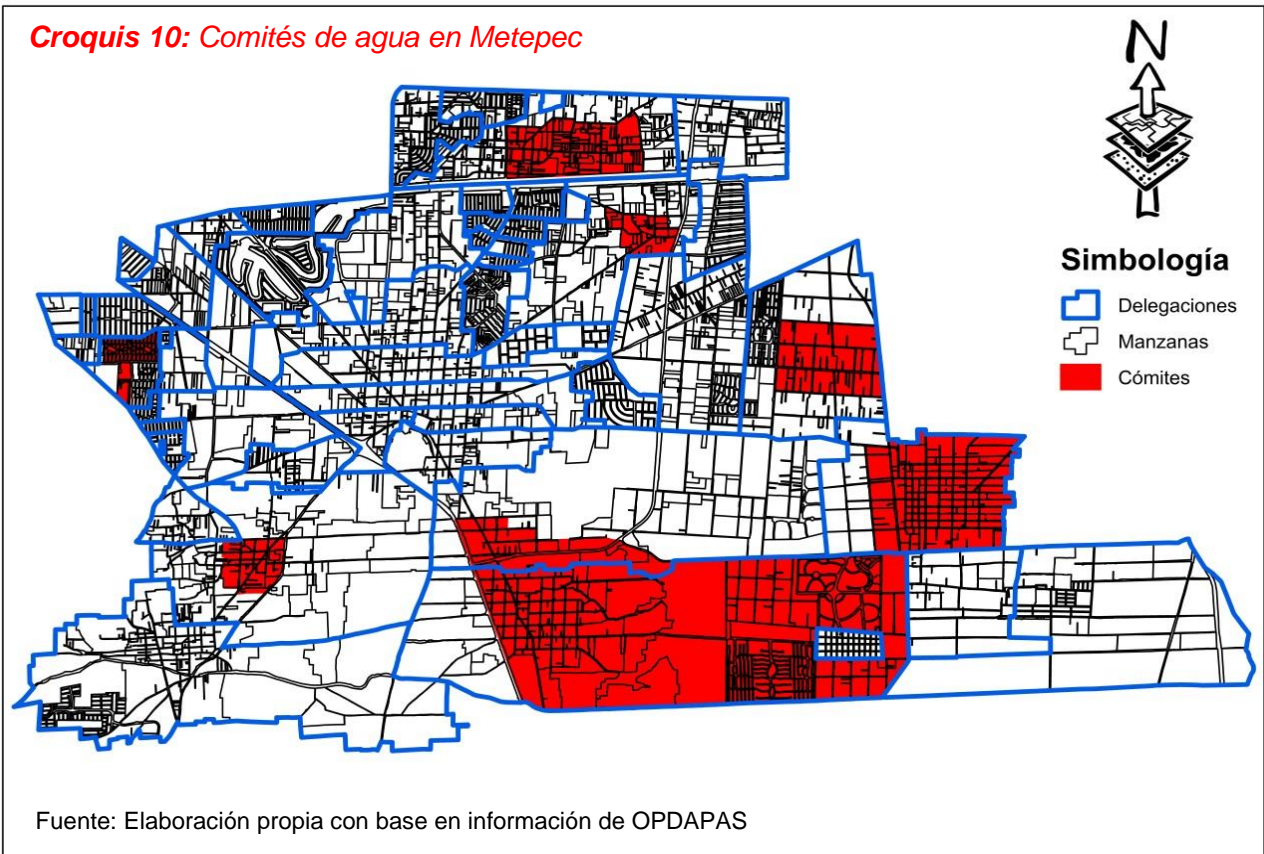 Croquis 10: Comités de agua en Metepec
N
Simbología
Delegaciones
Manzanas
Cómites
Fuente: Elaboración propia con base en información de OPDAPAS